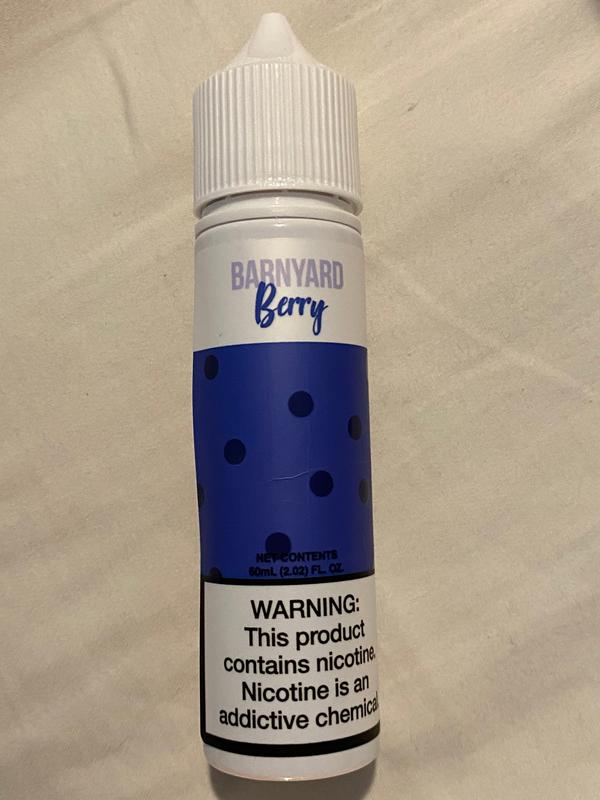 BARNYARD
Berry
NET CONTENTS
60mL (2.02) FL. OZ.
WARNING:
This product
contains nicotine.
Nicotine is an
addictive chemical.